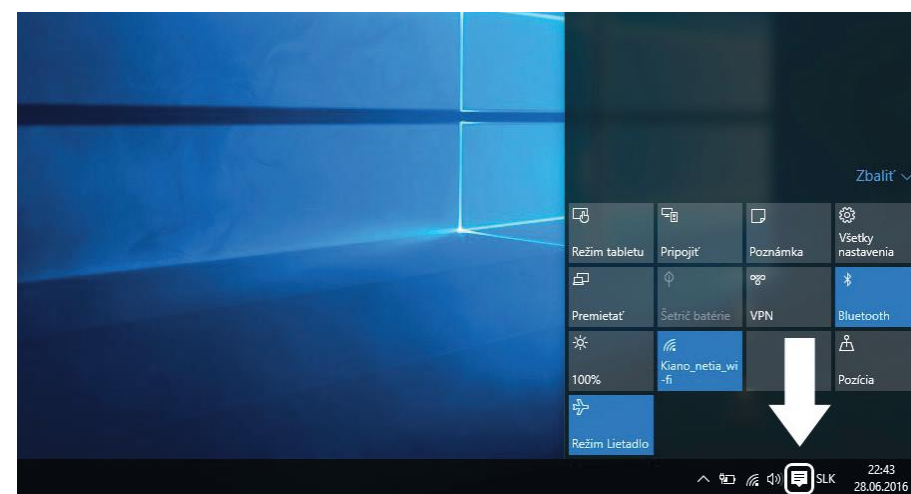 Zbaliť
Režim tabletu
Pripojiť
Poznámka
Všetky
nastavenia
Premietať
Šetrič batérie
VPN
Bluetooth
100%
Kiano_netia_wi
-fi
Pozícia
Režim Lietadlo
SLK
22:43
28.06.2016